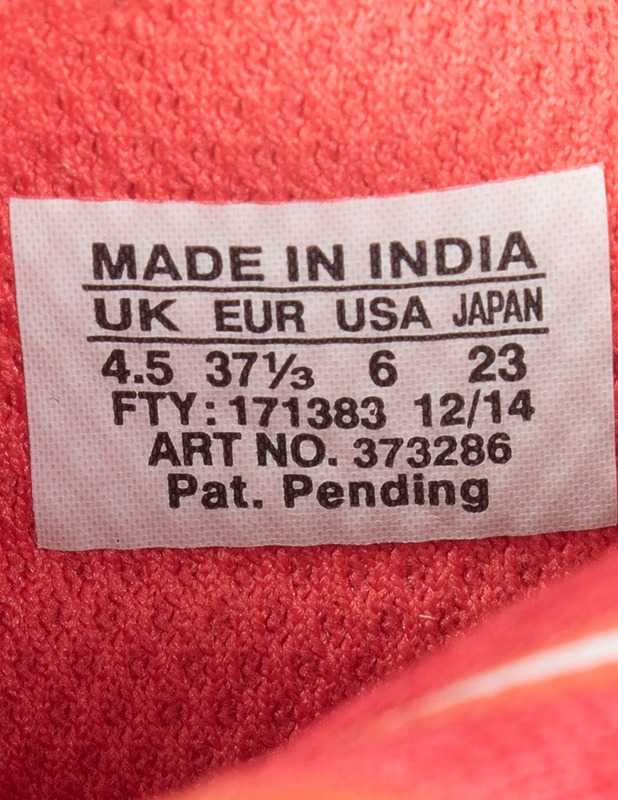 MADE IN INDIA
UK EUR USA JAPAN
4.5 37⅓ 6 23
FTY: 171383 12/14
ART NO. 373286
Pat. Pending